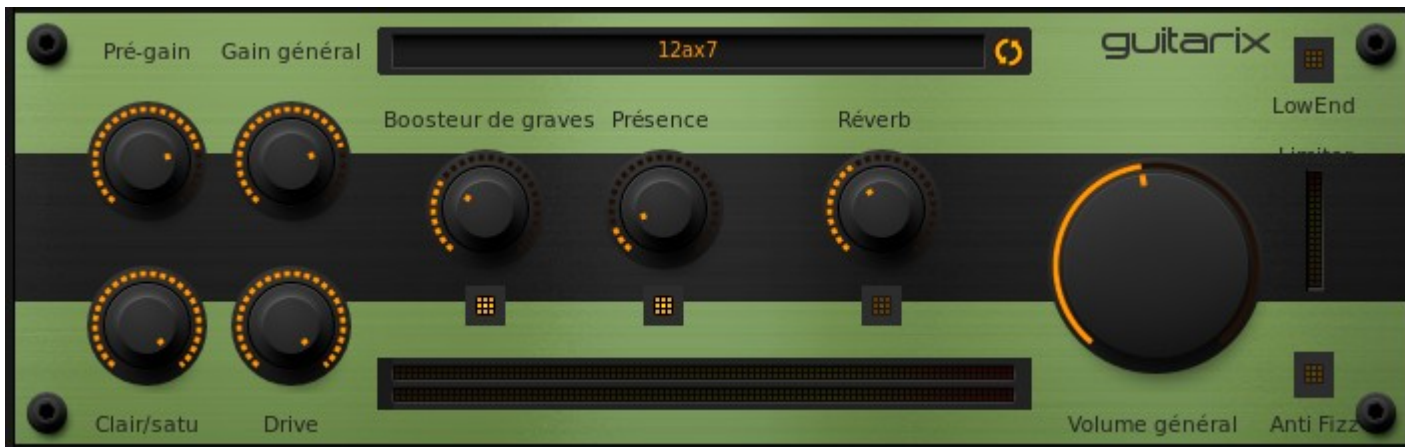 Pré-gain
Gain général
12ax7
guitarix
LowEnd
Boosteur de graves
Présence
Réverb
Limiter
Clair/satu
Drive
Volume général
Anti Fizz